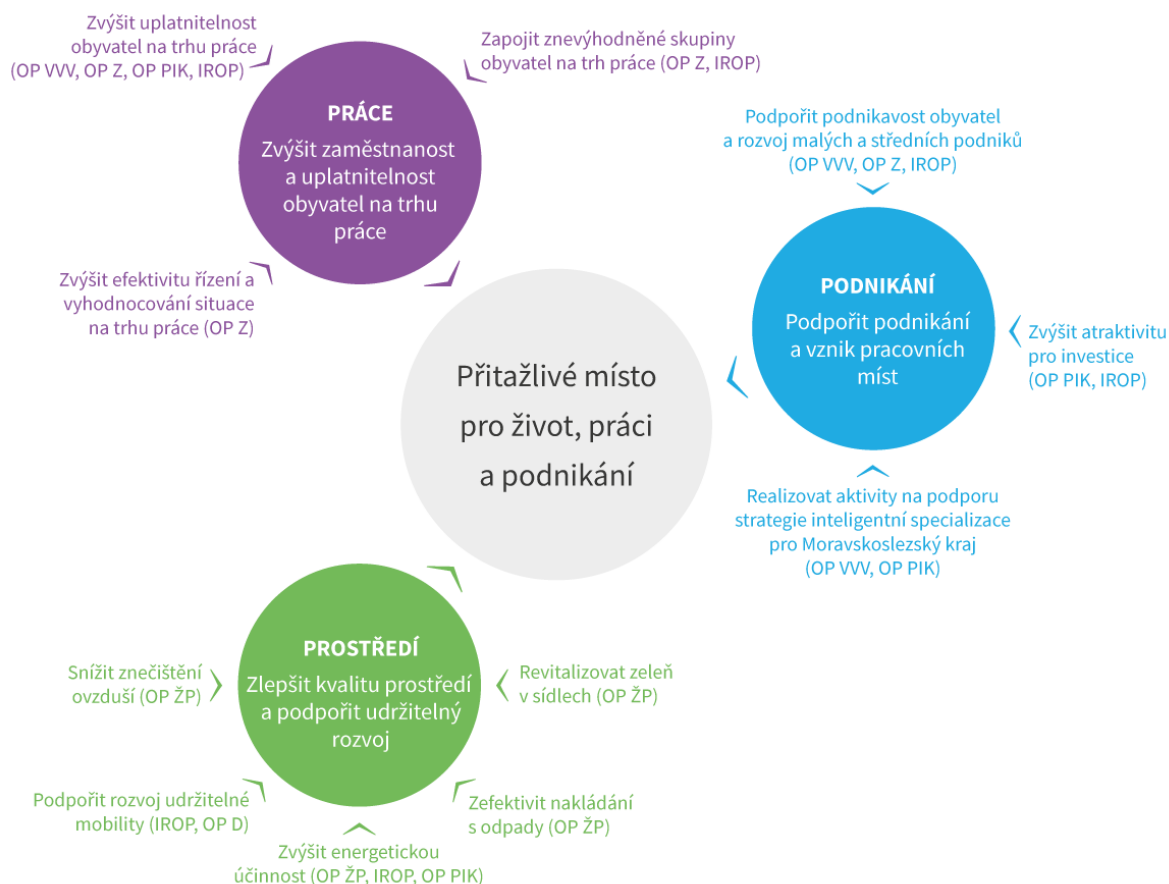 Zvýšit uplatnitelnost
obyvatel na trhu práce
(OP VVV, OP Z, OP PIK, IROP)
Zapojit znevýhodněné skupiny
obyvatel na trh práce (OP Z, IROP)
PRÁCE
Zvýšit zaměstnanost
a uplatnitelnost
obyvatel na trhu
práce
Zvýšit efektivitu řízení a
vyhodnocování situace
na trhu práce (OP Z)
Podpořit podnikavost obyvatel
a rozvoj malých a středních podniků
(OP VVV, OP Z, IROP)
PODNIKÁNÍ
Podpořit podnikání
a vznik pracovních
míst
Zvýšit atraktivitu
pro investice
(OP PIK, IROP)
Realizovat aktivity na podporu
strategie inteligentní specializace
pro Moravskoslezský kraj
(OP VVV, OP PIK)
Přitažlivé místo
pro život, práci
a podnikání
PROSTŘEDÍ
Zlepšit kvalitu prostředí
a podpořit udržitelný
rozvoj
Snížit znečištění
ovzduší (OP ŽP)
Revitalizovat zeleň
v sídlech (OP ŽP)
Podpořit rozvoj udržitelné
mobility (IROP, OP D)
Zefektivit nakládání
s odpady (OP ŽP)
Zvýšit energetickou
účinnost (OP ŽP, IROP, OP PIK)